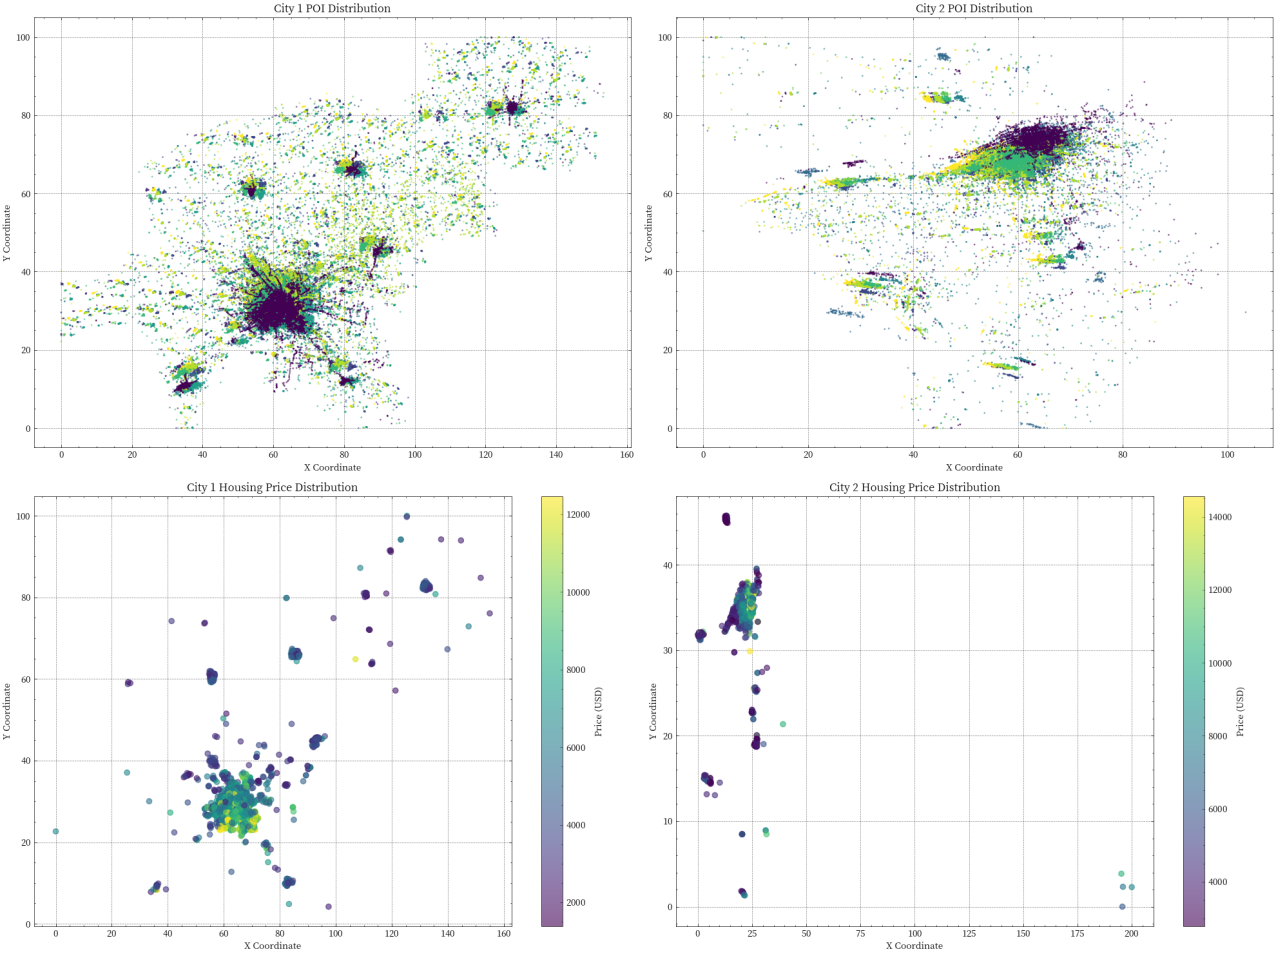 City 1 POI Distribution
100
80
60
40
20
0
Y Coordinate
0 20 40 60 80 100 120 140 160
X Coordinate
City 2 POI Distribution
100
80
60
40
20
0
Y Coordinate
0 20 40 60 80 100
X Coordinate
City 1 Housing Price Distribution
100
80
60
40
20
0
Y Coordinate
0 20 40 60 80 100 120 140 160
X Coordinate
12000
10000
8000
6000
4000
2000
Price (USD)
City 2 Housing Price Distribution
40
30
20
10
0
Y Coordinate
0 25 50 75 100 125 150 175 200
X Coordinate
14000
12000
10000
8000
6000
4000
Price (USD)